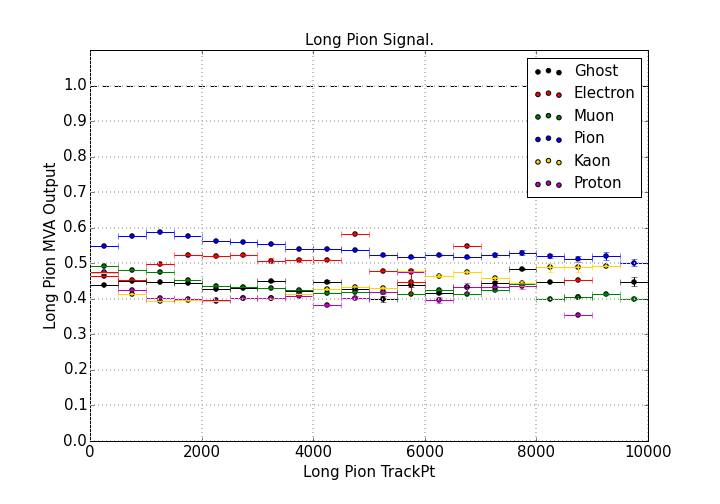 Long Pion Signal.
1.0
0.9
0.8
0.7
0.6
0.5
0.4
0.3
0.2
0.1
0.0
Long Pion MVA Output
Ghost
Electron
Muon
Pion
Kaon
Proton
0 2000 4000 6000 8000 10000
Long Pion TrackPt